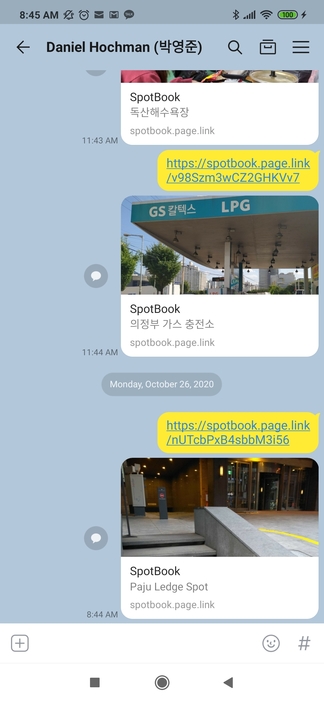 8:45 AM
100
Daniel Hochman (박영준)
SpotBook
독산해수욕장
spotbook.page.link
11:43 AM
https://spotbook.page.link
/v98Szm3wCZ2GHKVv7
GS칼텍스 LPG
SpotBook
의정부 가스 충전소
spotbook.page.link
11:44 AM
Monday, October 26, 2020
https://spotbook.page.link
/nUTcbPxB4sbbM3i56
SpotBook
Paju Ledge Spot
spotbook.page.link
8:44 AM
#